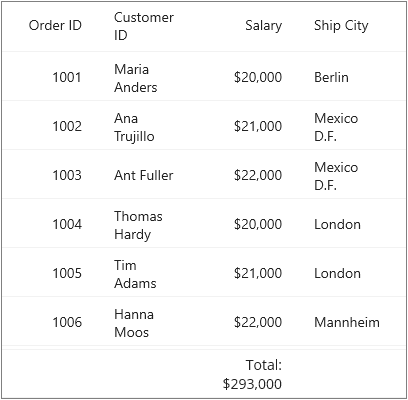 Order ID Customer ID Salary Ship City
1001 Maria Anders $20,000 Berlin
1002 Ana Trujillo $21,000 Mexico D.F.
1003 Ant Fuller $22,000 Mexico D.F.
1004 Thomas Hardy $20,000 London
1005 Tim Adams $21,000 London
1006 Hanna Moos $22,000 Mannheim
Total:
$293,000